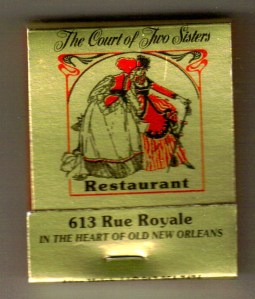 The Court of Two Sisters
Restaurant
613 Rue Royale
IN THE HEART OF OLD NEW ORLEANS